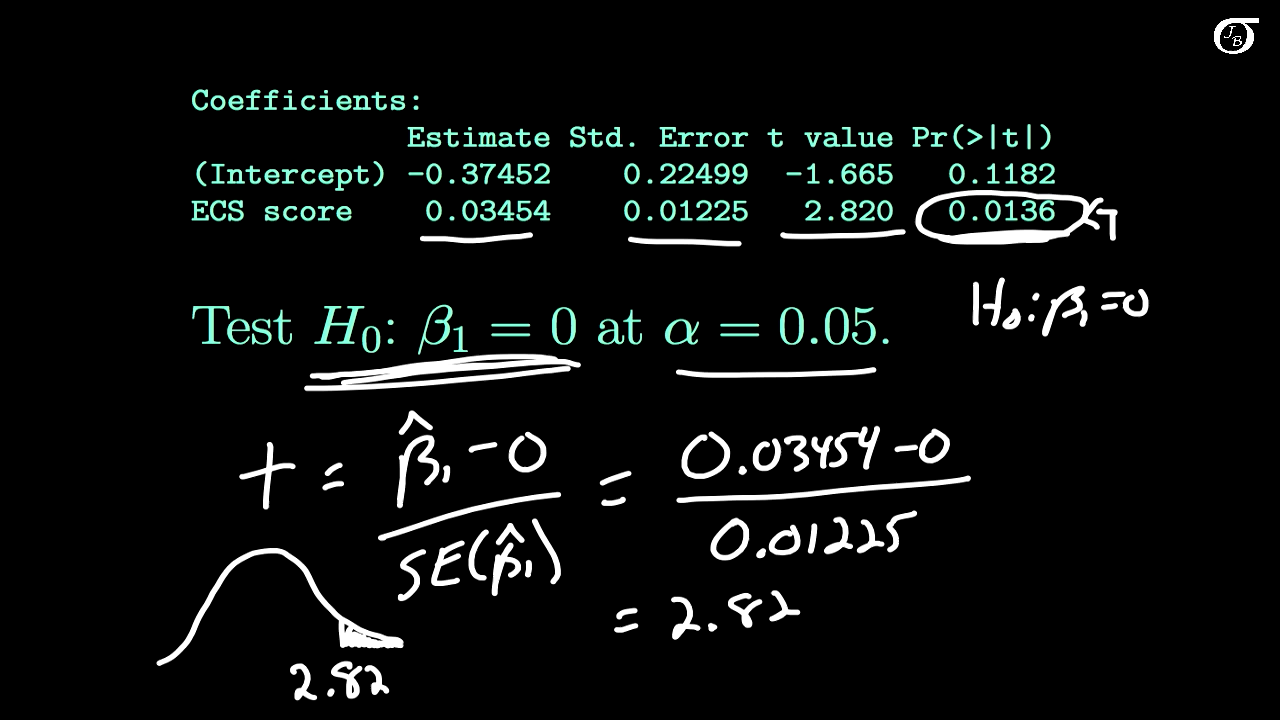 JB
Coefficients:
Estimate Std. Error t value Pr(>|t|)
(Intercept) -0.37452 0.22499 -1.665 0.1182
ECS score 0.03454 0.01225 2.820 0.0136
H₀: β₁ = 0
Test H₀: β₁ = 0 at α = 0.05.
t = (β̂₁ - 0) / SE(β̂₁) = (0.03454 - 0) / 0.01225
= 2.82
2.82